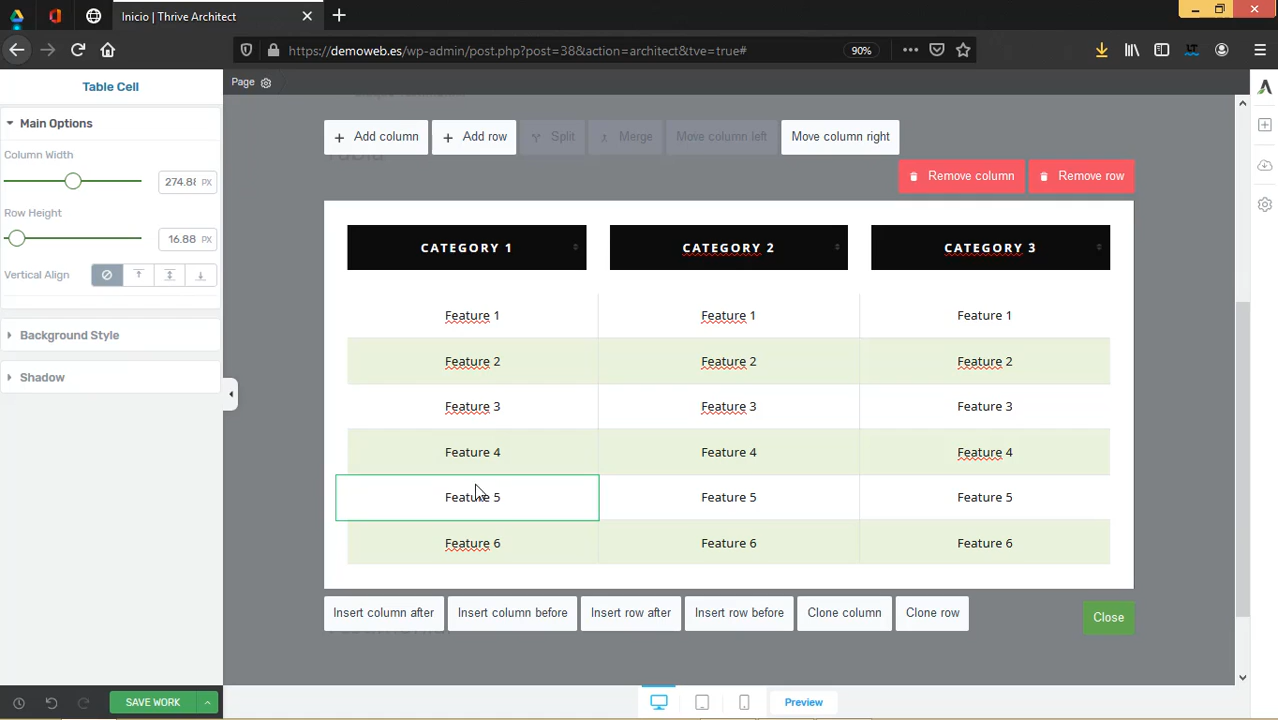 Inicio | Thrive Architect
https://demoweb.es/wp-admin/post.php?post=38&action=architect&tve=true#
90%
Table Cell
Page
Main Options
Add column
Add row
Split
Merge
Move column left
Move column right
Column Width
274.88 PX
Remove column
Remove row
Row Height
16.88 PX
CATEGORY 1
CATEGORY 2
CATEGORY 3
Vertical Align
Feature 1
Feature 1
Feature 1
Background Style
Feature 2
Feature 2
Feature 2
Shadow
Feature 3
Feature 3
Feature 3
Feature 4
Feature 4
Feature 4
Feature 5
Feature 5
Feature 5
Feature 6
Feature 6
Feature 6
Insert column after
Insert column before
Insert row after
Insert row before
Clone column
Clone row
Close
SAVE WORK
Preview